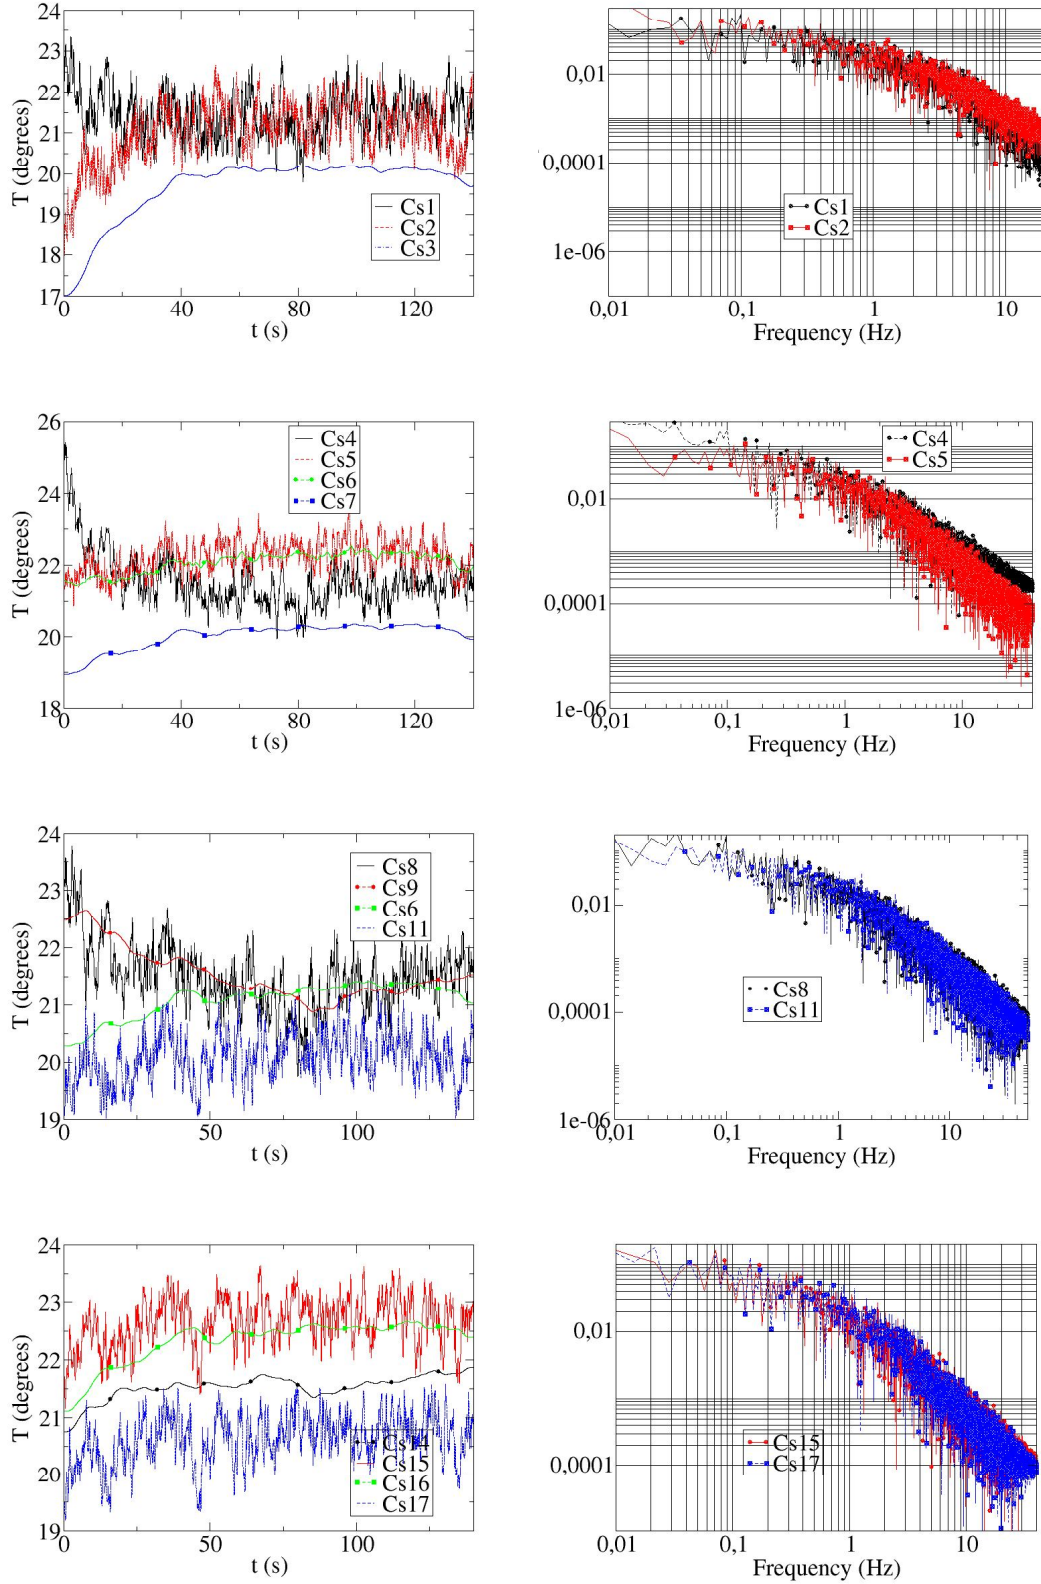 24
23
22
21
20
19
18
17
T (degrees)
0
40
80
120
t (s)
Cs1
Cs2
Cs3
0,01
0,0001
1e-06
0,01
0,1
1
10
Frequency (Hz)
Cs1
Cs2
26
24
22
20
18
T (degrees)
0
40
80
120
t (s)
Cs4
Cs5
Cs6
Cs7
0,01
0,0001
1e-06
0,01
0,1
1
10
Frequency (Hz)
Cs4
Cs5
24
23
22
21
20
19
T (degrees)
0
50
100
t (s)
Cs8
Cs9
Cs6
Cs11
0,01
0,0001
1e-06
0,01
0,1
1
10
Frequency (Hz)
Cs8
Cs11
24
23
22
21
20
19
T (degrees)
0
50
100
t (s)
Cs14
Cs15
Cs16
Cs17
0,01
0,0001
0,01
0,1
1
10
Frequency (Hz)
Cs15
Cs17